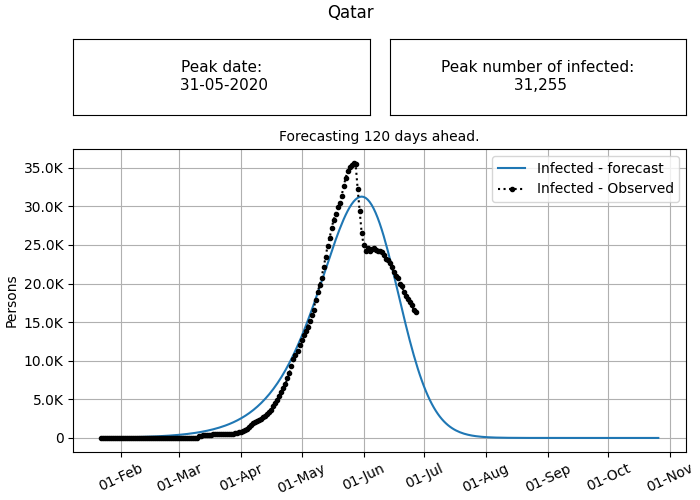 Qatar
Peak date:
31-05-2020
Peak number of infected:
31,255
Forecasting 120 days ahead.
Infected - forecast
Infected - Observed
Persons
35.0K
30.0K
25.0K
20.0K
15.0K
10.0K
5.0K
0
01-Feb
01-Mar
01-Apr
01-May
01-Jun
01-Jul
01-Aug
01-Sep
01-Oct
01-Nov